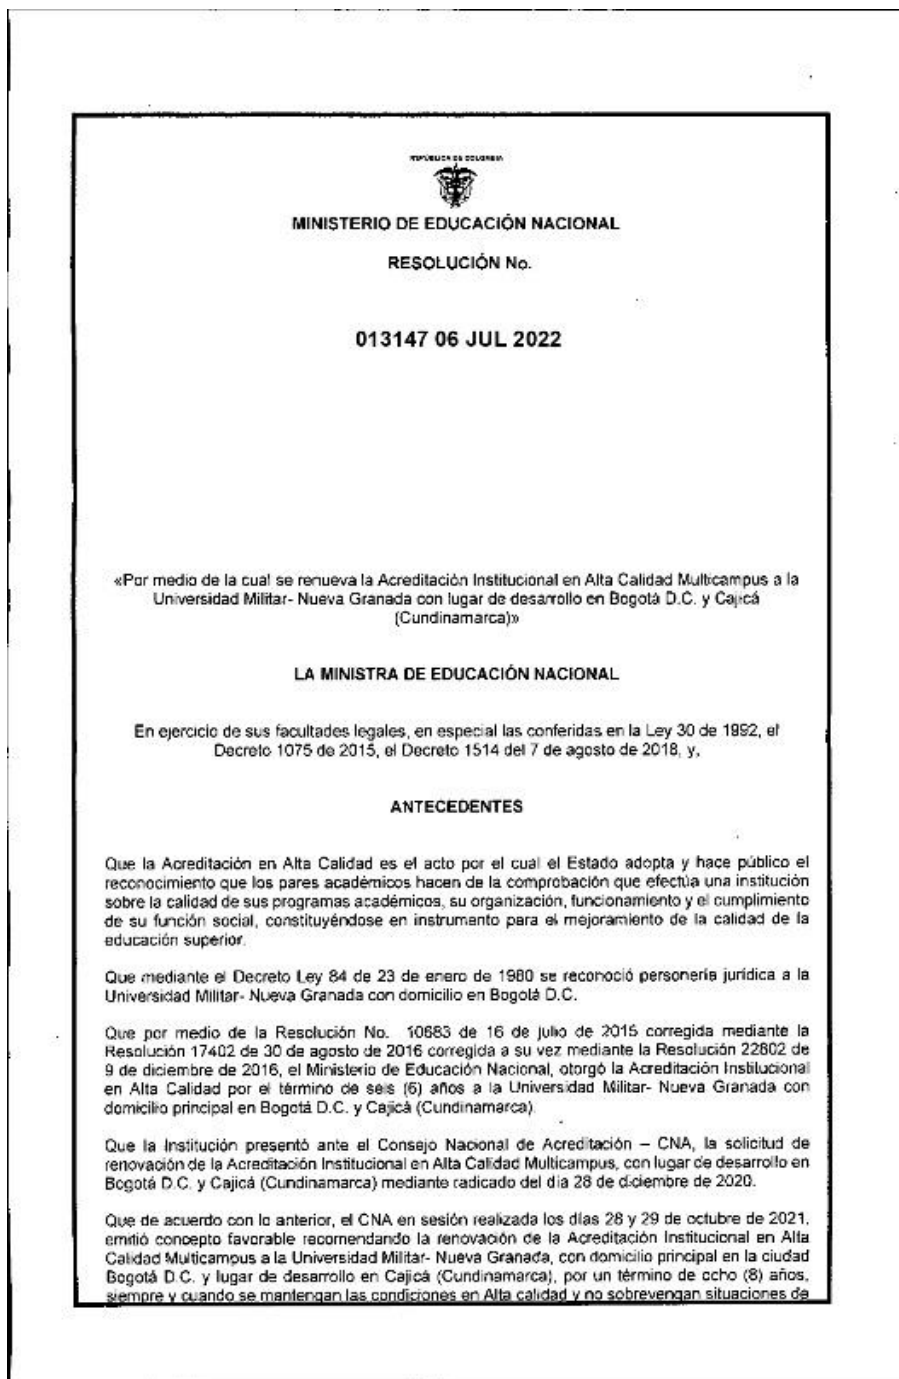 REPÚBLICA DE COLOMBIA
MINISTERIO DE EDUCACIÓN NACIONAL
RESOLUCIÓN No.
013147 06 JUL 2022
«Por medio de la cual se renueva la Acreditación Institucional en Alta Calidad Multicampus a la
Universidad Militar- Nueva Granada con lugar de desarrollo en Bogotá D.C. y Cajicá
(Cundinamarca)»
LA MINISTRA DE EDUCACIÓN NACIONAL
En ejercicio de sus facultades legales, en especial las conferidas en la Ley 30 de 1992, el
Decreto 1075 de 2015, el Decreto 1514 del 7 de agosto de 2018, y,
ANTECEDENTES
Que la Acreditación en Alta Calidad es el acto por el cual el Estado adopta y hace público el
reconocimiento que los pares académicos hacen de la comprobación que efectúa una institución
sobre la calidad de sus programas académicos, su organización, funcionamiento y el cumplimiento
de su función social, constituyéndose en instrumento para el mejoramiento de la calidad de la
educación superior.
Que mediante el Decreto Ley 84 de 23 de enero de 1980 se reconoció personería jurídica a la
Universidad Militar- Nueva Granada con domicilio en Bogotá D.C.
Que por medio de la Resolución No. 10683 de 16 de julio de 2015 corregida mediante la
Resolución 17402 de 30 de agosto de 2016 corregida a su vez mediante la Resolución 22802 de
9 de diciembre de 2016, el Ministerio de Educación Nacional, otorgó la Acreditación Institucional
en Alta Calidad por el término de seis (6) años a la Universidad Militar- Nueva Granada con
domicilio principal en Bogotá D.C. y Cajicá (Cundinamarca).
Que la Institución presentó ante el Consejo Nacional de Acreditación – CNA, la solicitud de
renovación de la Acreditación Institucional en Alta Calidad Multicampus, con lugar de desarrollo en
Bogotá D.C. y Cajicá (Cundinamarca) mediante radicado del día 28 de diciembre de 2020.
Que de acuerdo con lo anterior, el CNA en sesión realizada los días 28 y 29 de octubre de 2021,
emitió concepto favorable recomendando la renovación de la Acreditación Institucional en Alta
Calidad Multicampus a la Universidad Militar- Nueva Granada, con domicilio principal en la ciudad
Bogotá D.C. y lugar de desarrollo en Cajicá (Cundinamarca), por un término de ocho (8) años,
siempre y cuando se mantengan las condiciones en Alta calidad y no sobrevengan situaciones de